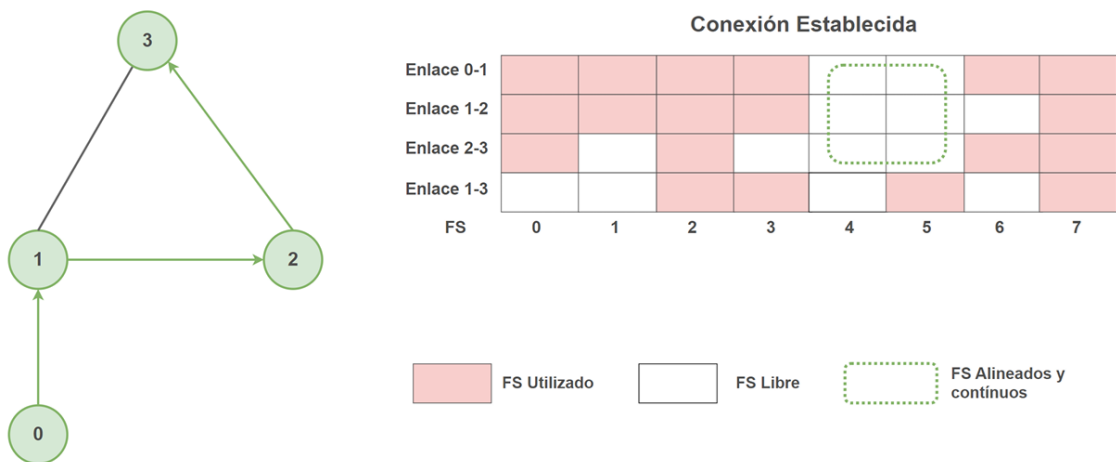 3
1
2
0
Conexión Establecida
Enlace 0-1
Enlace 1-2
Enlace 2-3
Enlace 1-3
FS 0 1 2 3 4 5 6 7
FS Utilizado
FS Libre
FS Alineados y
contínuos